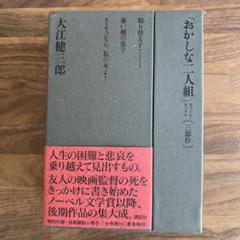 「おかしな二人組」
(三部作)
取り替え子
憂い顔の童子
さようなら、私の本よ!
大江健三郎
人生の困難と悲哀を
乗り越えて見出すもの。
友人の映画監督の死を
きっかけに書き始めた
ノーベル文学賞以後、
後期作品の集大成。
講談社